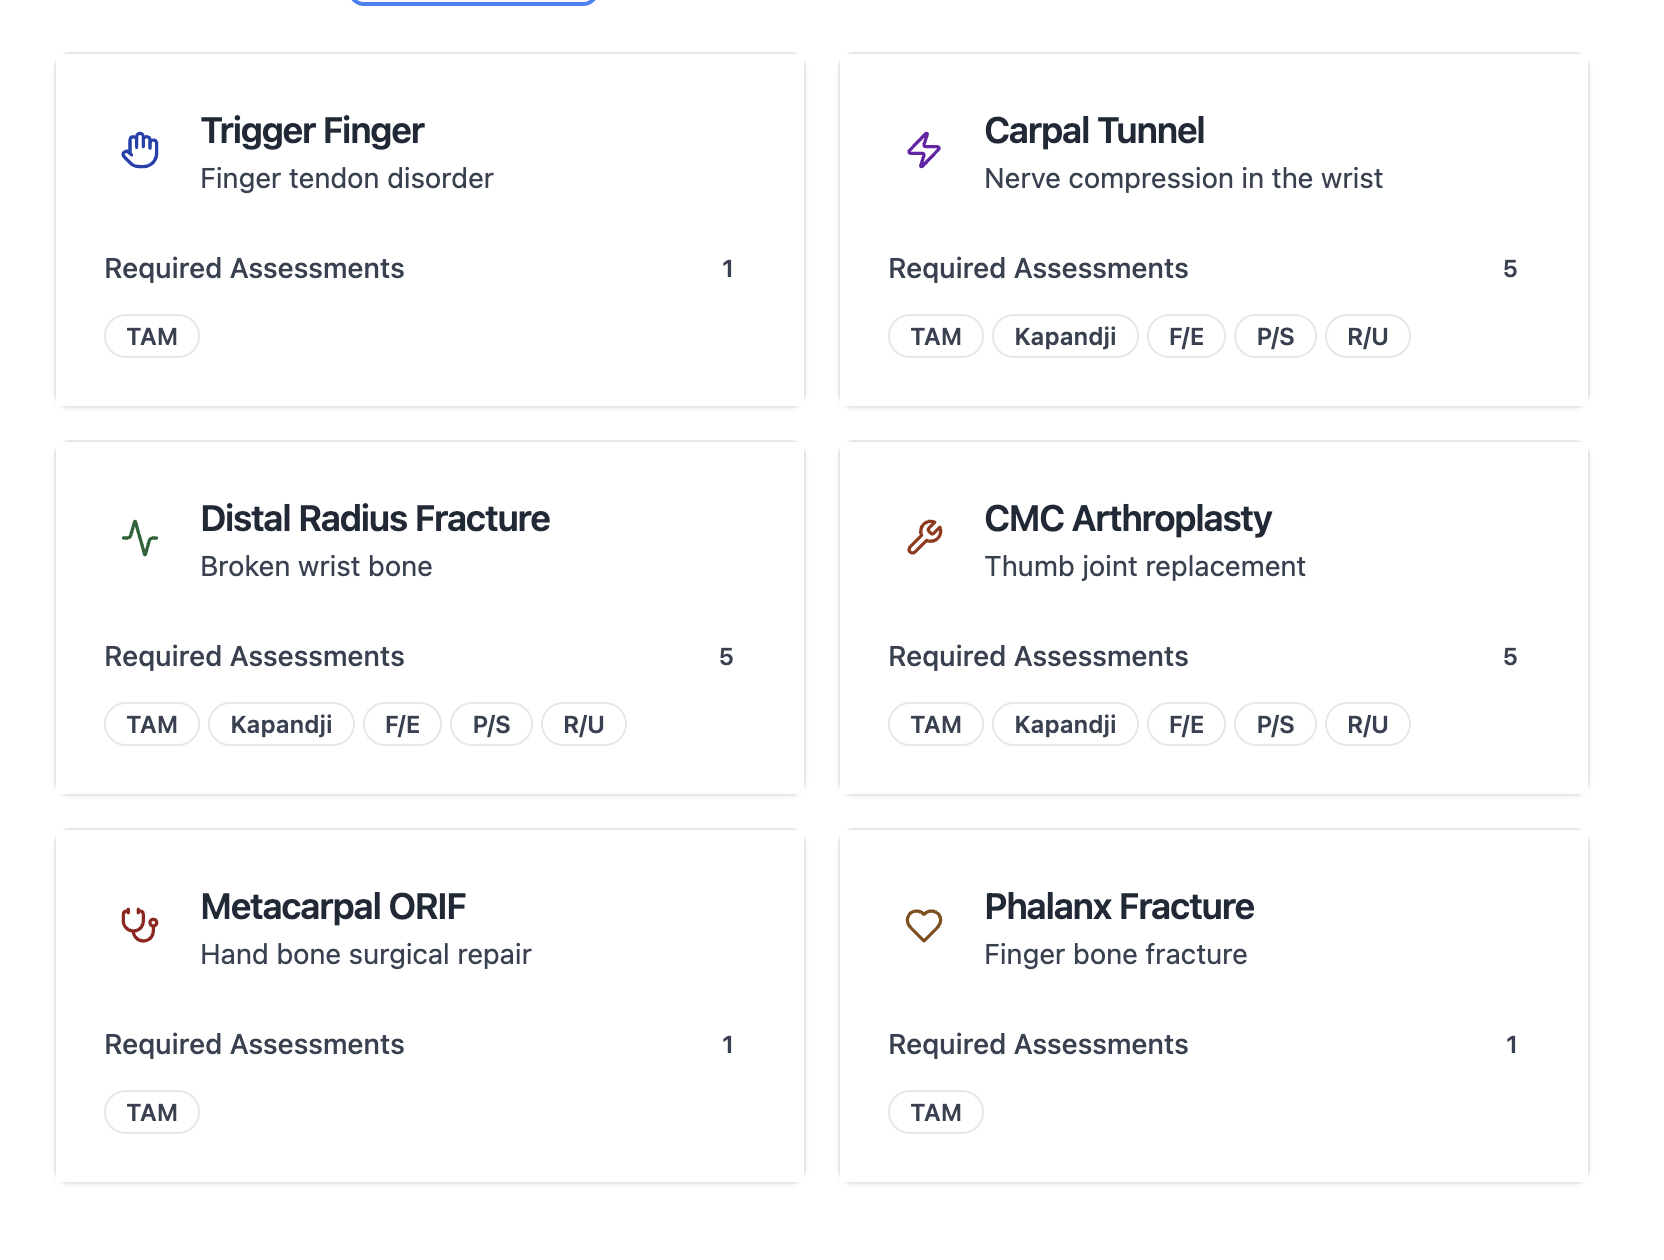 Trigger Finger
Finger tendon disorder
Required Assessments 1
TAM
Carpal Tunnel
Nerve compression in the wrist
Required Assessments 5
TAM Kapandji F/E P/S R/U
Distal Radius Fracture
Broken wrist bone
Required Assessments 5
TAM Kapandji F/E P/S R/U
CMC Arthroplasty
Thumb joint replacement
Required Assessments 5
TAM Kapandji F/E P/S R/U
Metacarpal ORIF
Hand bone surgical repair
Required Assessments 1
TAM
Phalanx Fracture
Finger bone fracture
Required Assessments 1
TAM